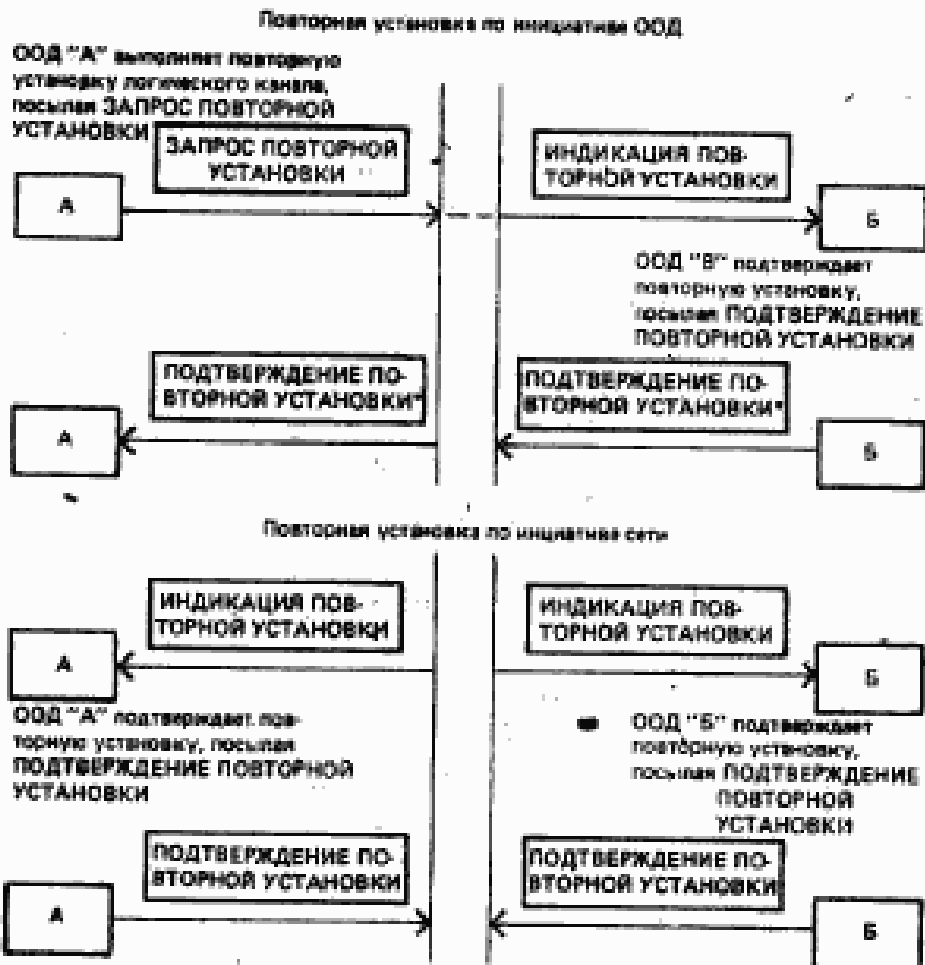 Повторная установка по инициативе ООД
ООД "А" выполняет повторную
установку логического канала,
посылая ЗАПРОС ПОВТОРНОЙ
УСТАНОВКИ
ЗАПРОС ПОВТОРНОЙ
УСТАНОВКИ
ИНДИКАЦИЯ ПОВ-
ТОРНОЙ УСТАНОВКИ
А
Б
ООД "В" подтверждает
повторную установку,
посылая ПОДТВЕРЖДЕНИЕ
ПОВТОРНОЙ УСТАНОВКИ
ПОДТВЕРЖДЕНИЕ ПО-
ВТОРНОЙ УСТАНОВКИ*
ПОДТВЕРЖДЕНИЕ ПО-
ВТОРНОЙ УСТАНОВКИ*
А
Б
Повторная установка по инициативе сети
ИНДИКАЦИЯ ПОВ-
ТОРНОЙ УСТАНОВКИ
ИНДИКАЦИЯ ПОВ-
ТОРНОЙ УСТАНОВКИ
А
Б
ООД "А" подтверждает пов-
торную установку, посылая
ПОДТВЕРЖДЕНИЕ ПОВТОРНОЙ
УСТАНОВКИ
ООД "Б" подтверждает
повторную установку,
посылая ПОДТВЕРЖДЕНИЕ
ПОВТОРНОЙ
УСТАНОВКИ
ПОДТВЕРЖДЕНИЕ ПО-
ВТОРНОЙ УСТАНОВКИ
ПОДТВЕРЖДЕНИЕ ПО-
ВТОРНОЙ УСТАНОВКИ
А
Б